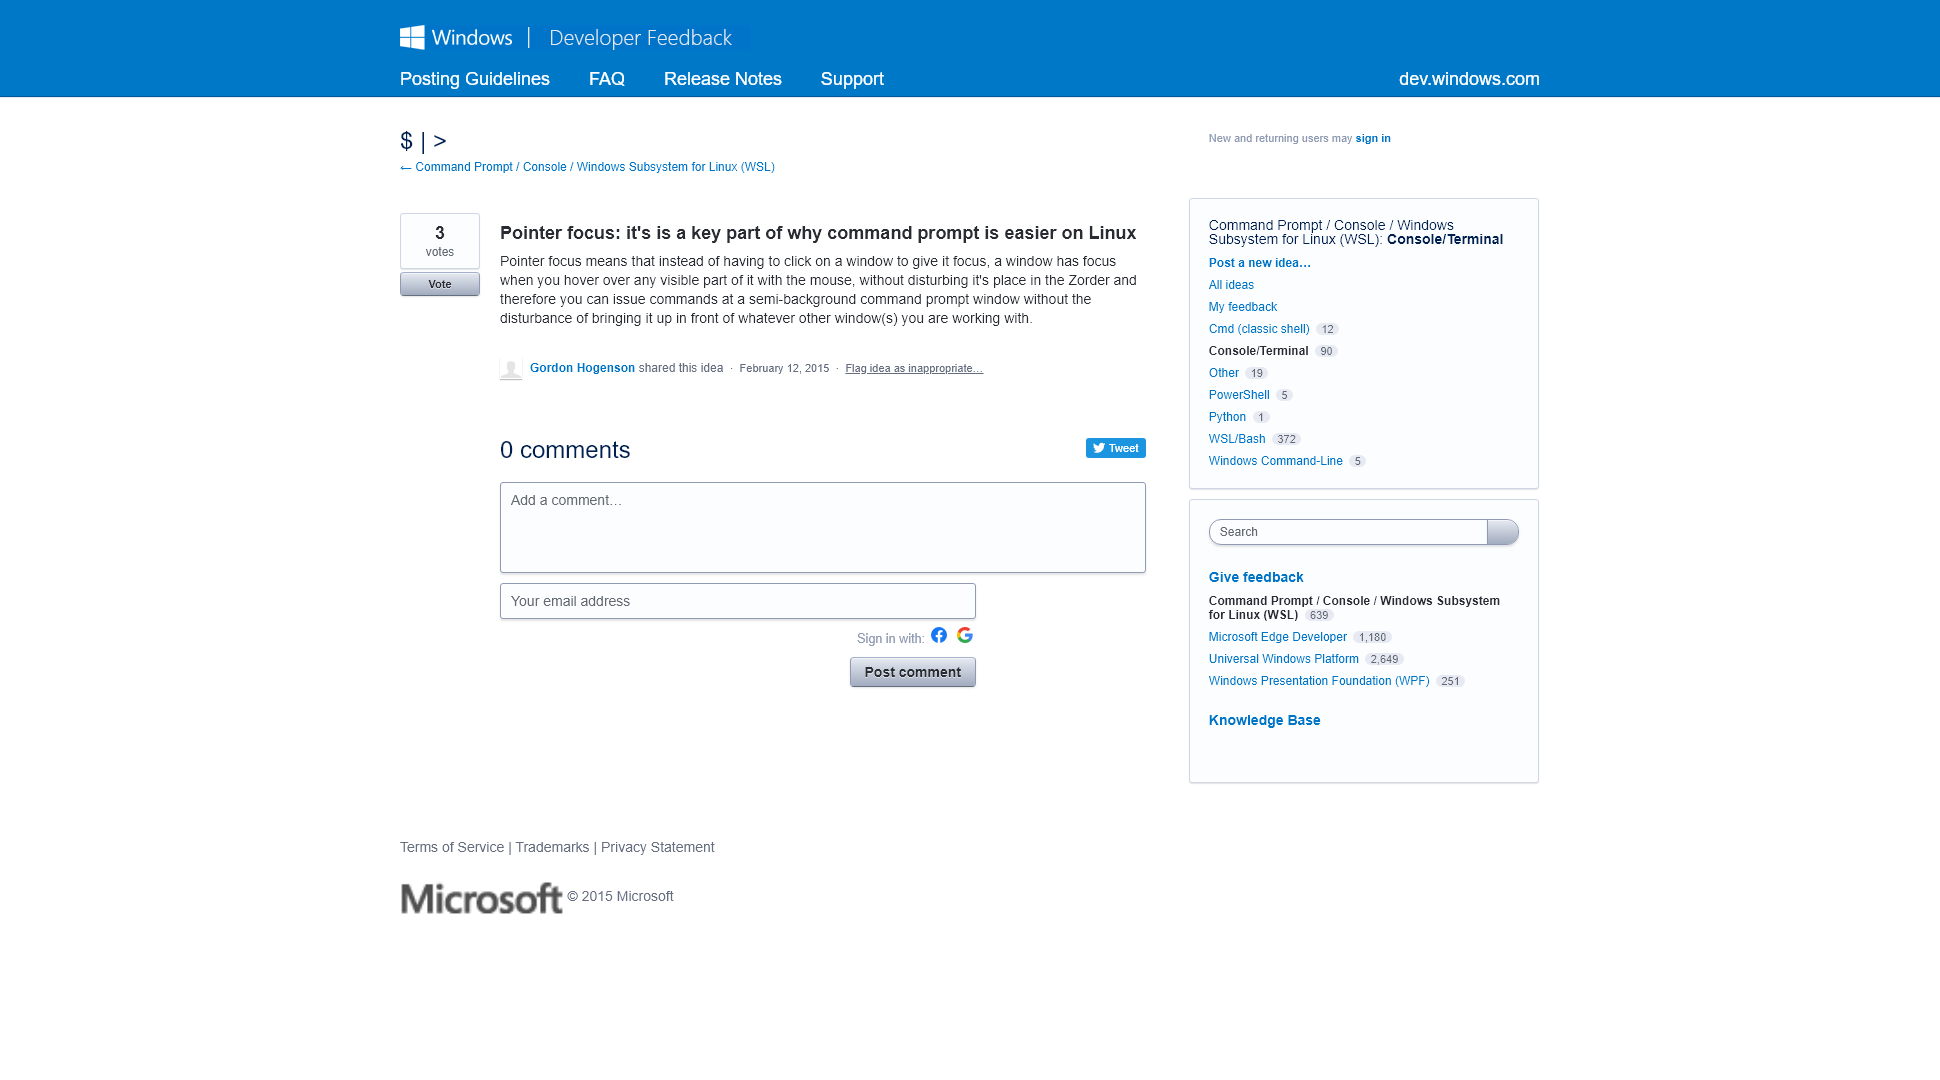 Windows | Developer Feedback
Posting Guidelines FAQ Release Notes Support dev.windows.com
$ | >
← Command Prompt / Console / Windows Subsystem for Linux (WSL)
3
votes
Vote
Pointer focus: it's is a key part of why command prompt is easier on Linux
Pointer focus means that instead of having to click on a window to give it focus, a window has focus
when you hover over any visible part of it with the mouse, without disturbing it's place in the Zorder and
therefore you can issue commands at a semi-background command prompt window without the
disturbance of bringing it up in front of whatever other window(s) you are working with.
Gordon Hogenson shared this idea · February 12, 2015 · Flag idea as inappropriate…
0 comments
Tweet
Add a comment…
Your email address
Sign in with:
Post comment
New and returning users may sign in
Command Prompt / Console / Windows
Subsystem for Linux (WSL): Console/Terminal
Post a new idea…
All ideas
My feedback
Cmd (classic shell) 12
Console/Terminal 90
Other 19
PowerShell 5
Python 1
WSL/Bash 372
Windows Command-Line 5
Search
Give feedback
Command Prompt / Console / Windows Subsystem
for Linux (WSL) 639
Microsoft Edge Developer 1,180
Universal Windows Platform 2,649
Windows Presentation Foundation (WPF) 251
Knowledge Base
Terms of Service | Trademarks | Privacy Statement
Microsoft © 2015 Microsoft